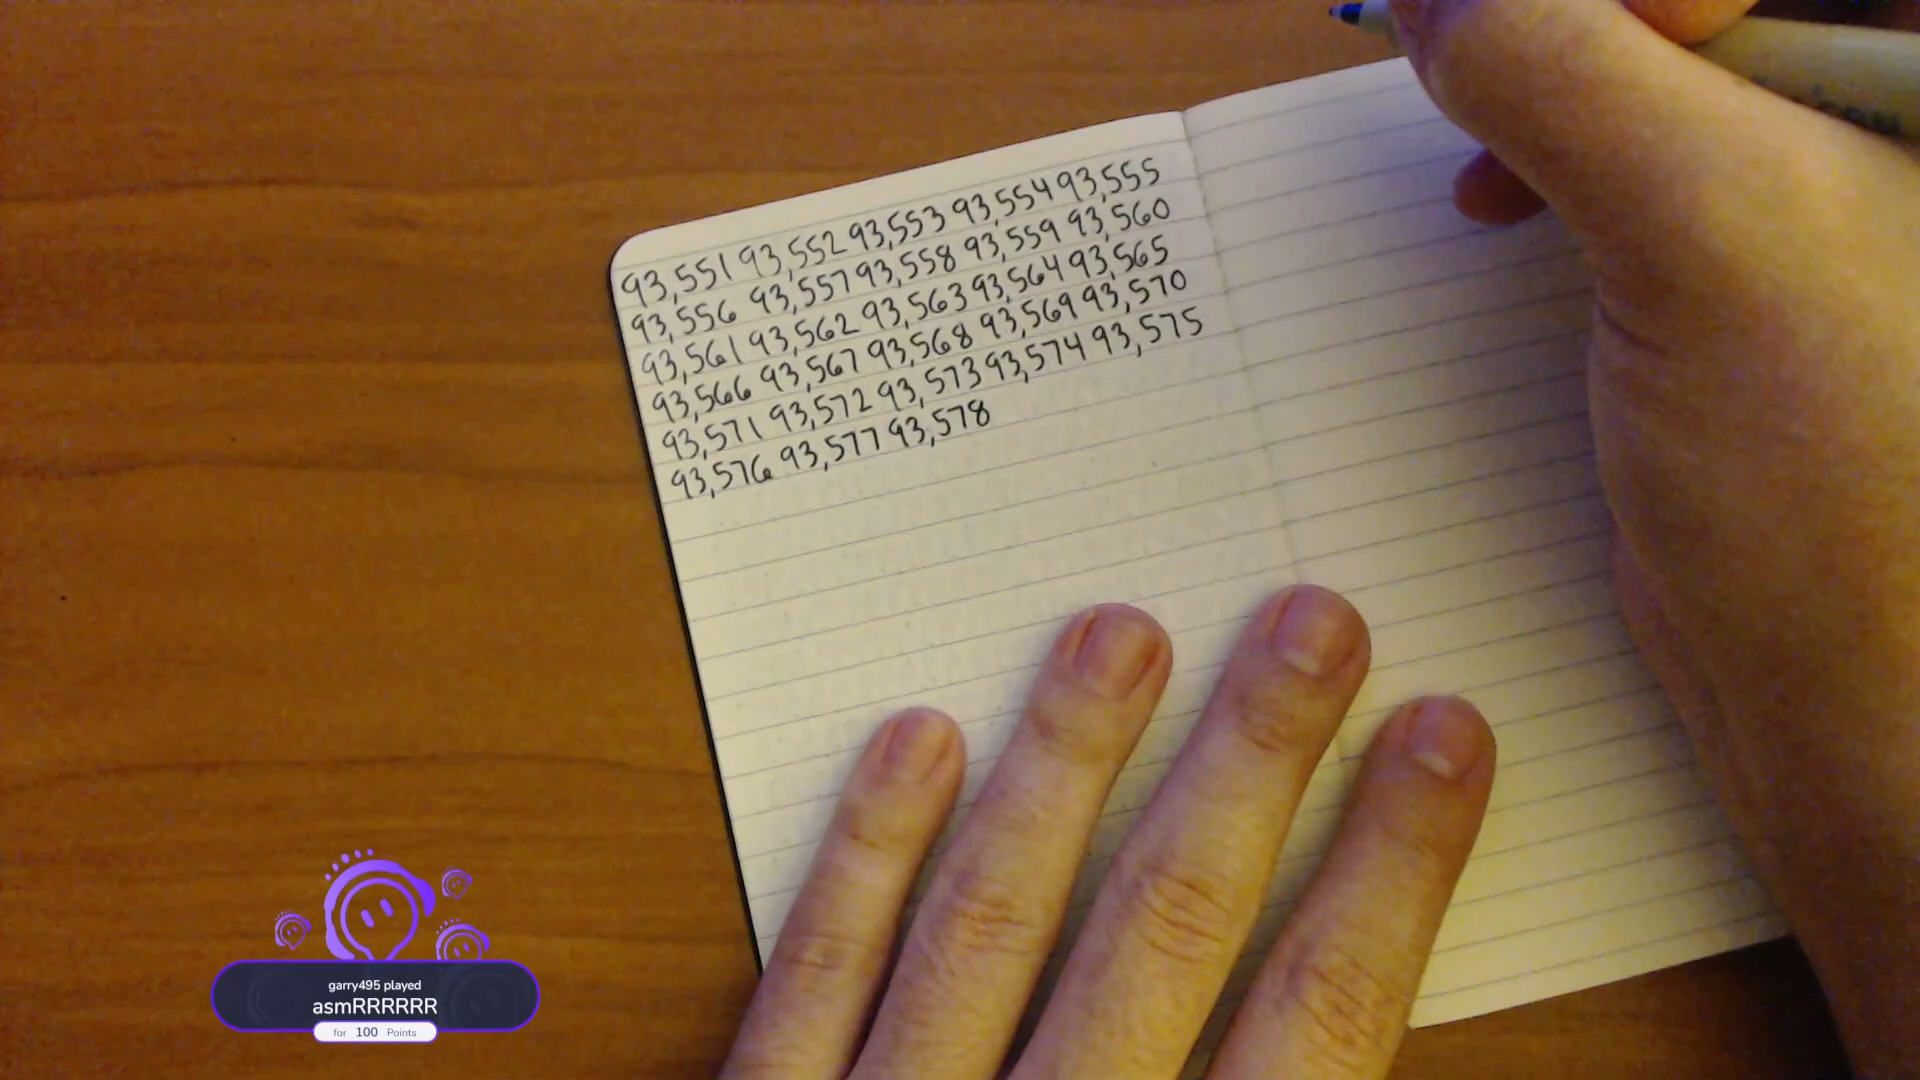 93,551 93,552 93,553 93,554 93,555
93,556 93,557 93,558 93,559 93,560
93,561 93,562 93,563 93,564 93,565
93,566 93,567 93,568 93,569 93,570
93,571 93,572 93,573 93,574 93,575
93,576 93,577 93,578
garry495 played
asmRRRRRR
for 100 Points